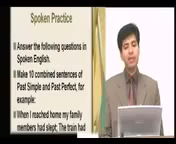 Spoken Practice
Answer the following questions in
Spoken English.
Make 10 combined sentences of
Past Simple and Past Perfect, for
example:
When I reached home my family
members had slept; The train had